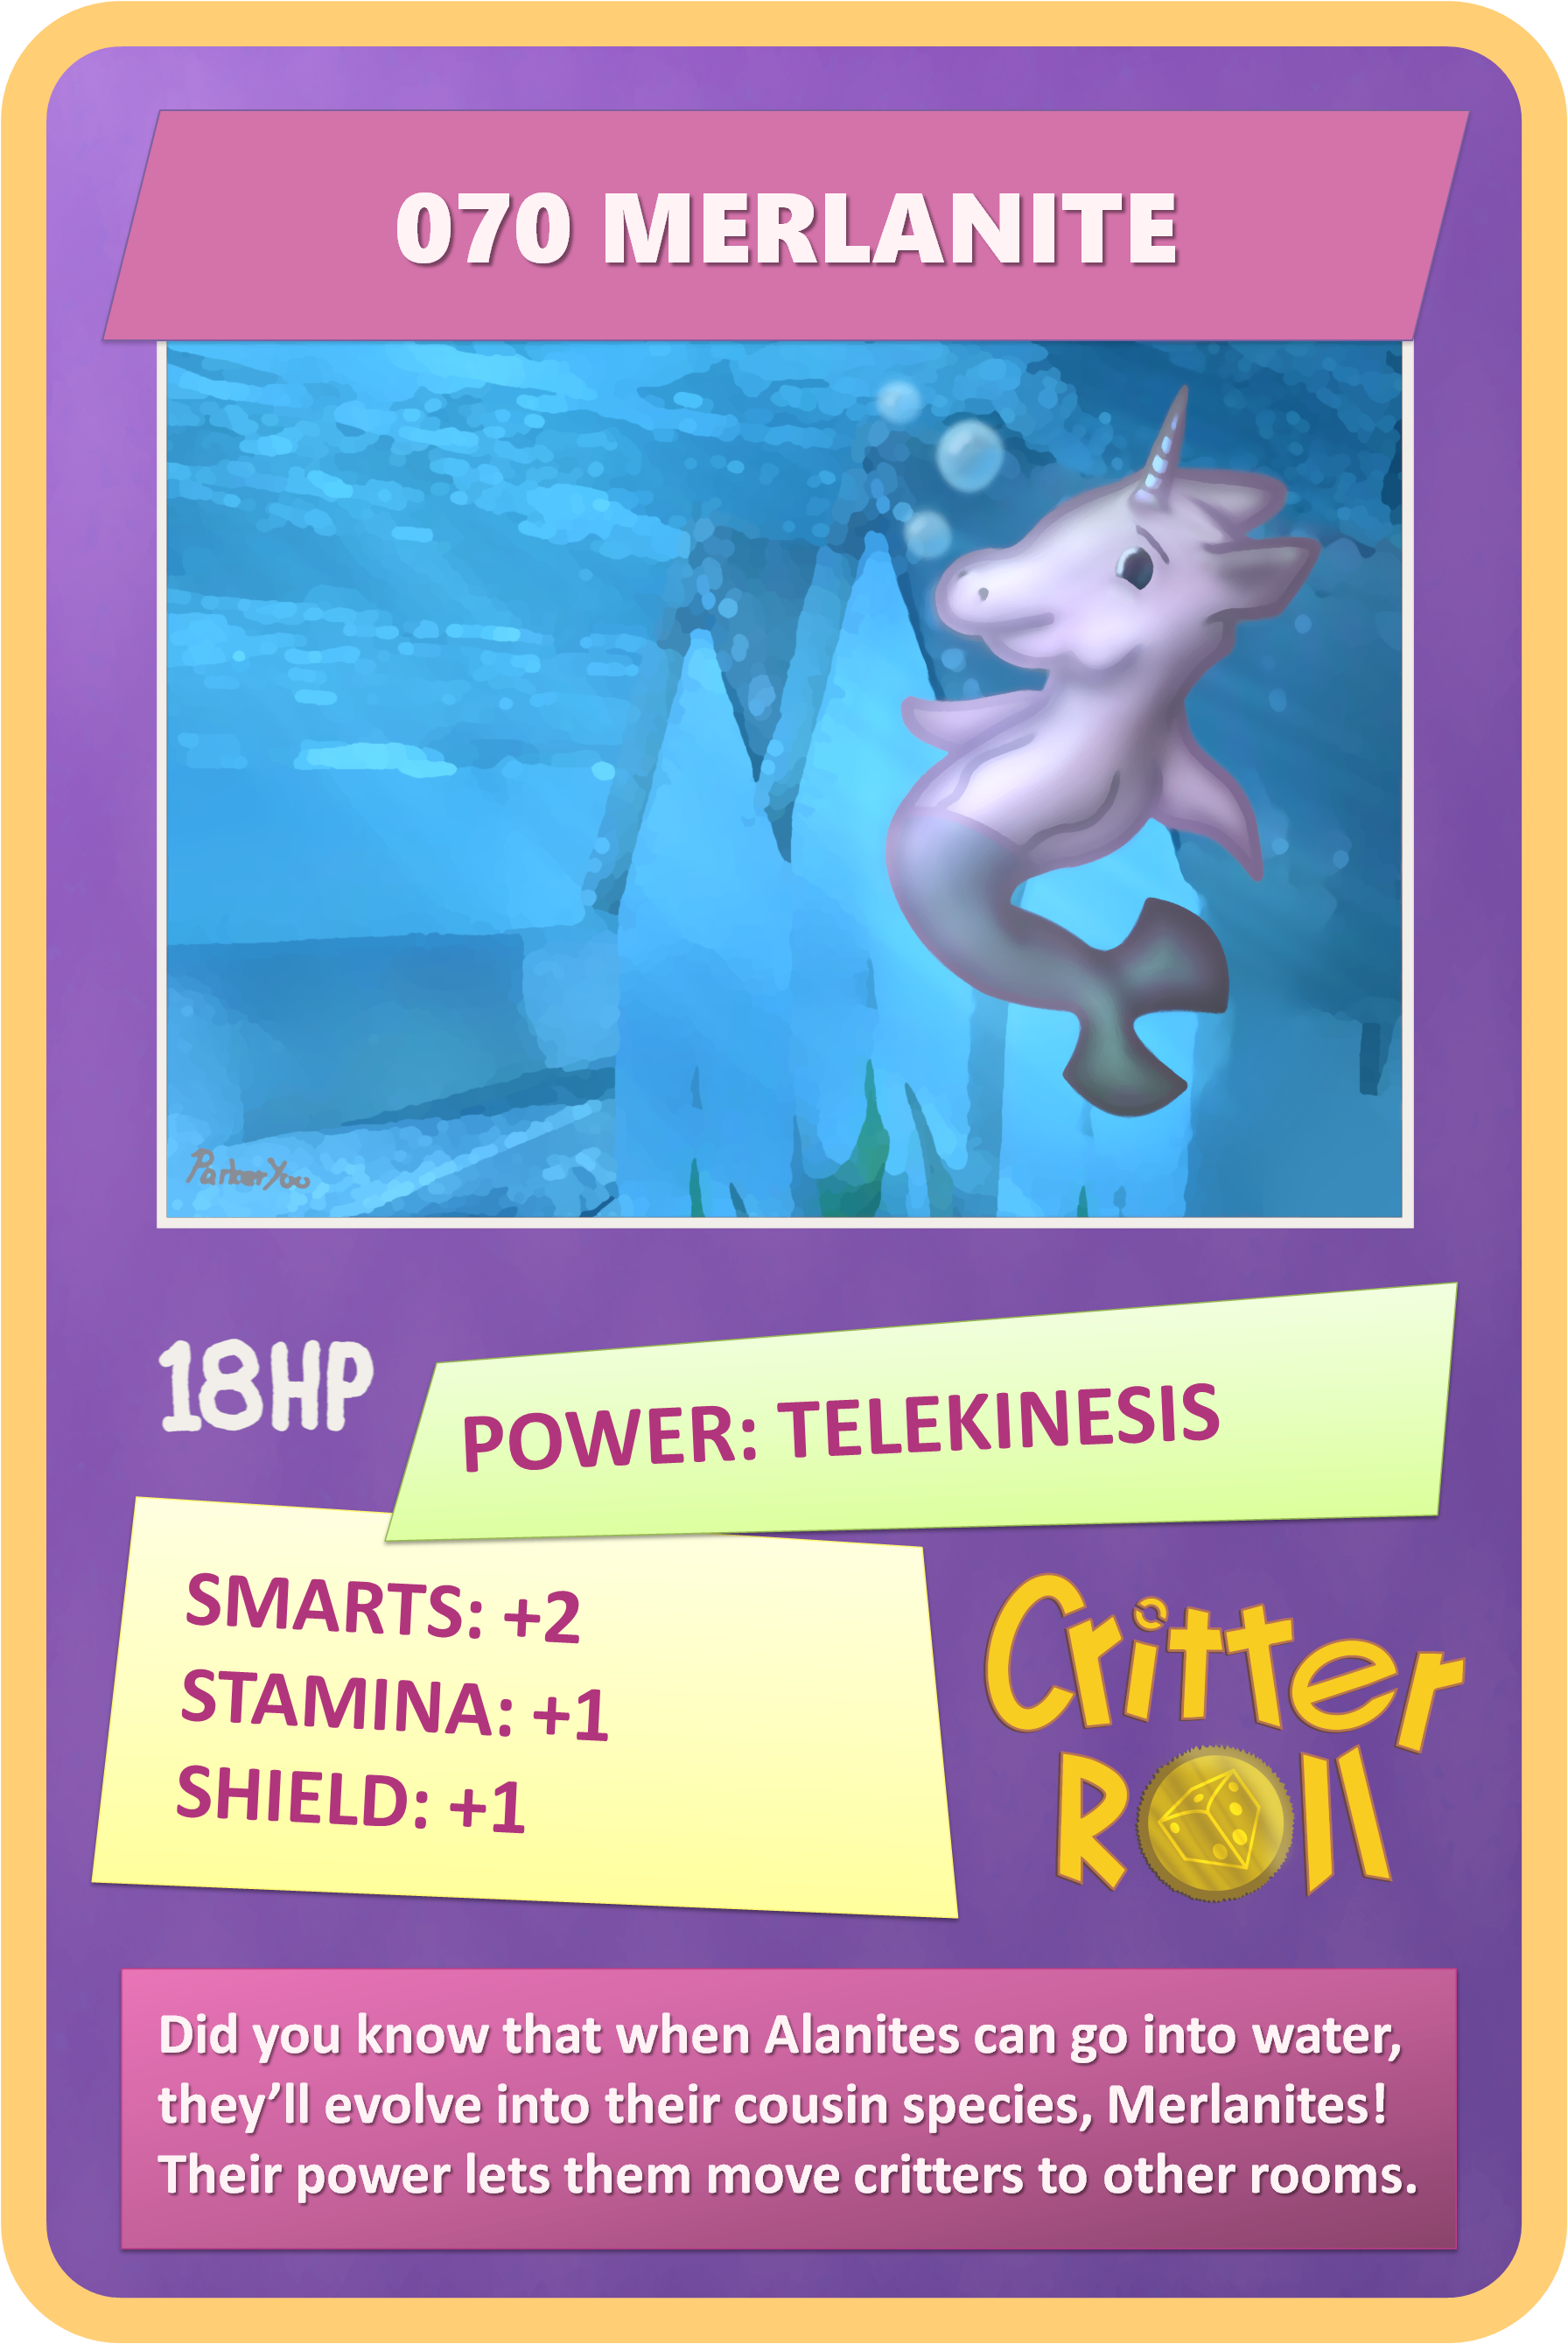 070 MERLANITE
ParkerYoo
18HP
POWER: TELEKINESIS
SMARTS: +2
STAMINA: +1
SHIELD: +1
Critter
Roll
Did you know that when Alanites can go into water,
they’ll evolve into their cousin species, Merlanites!
Their power lets them move critters to other rooms.